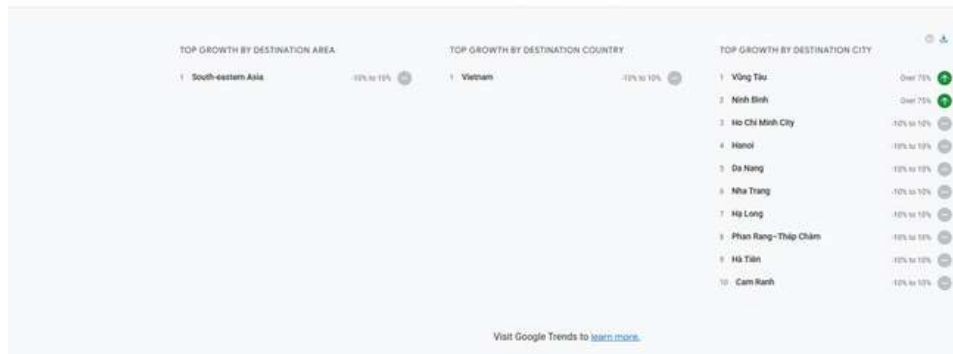 TOP GROWTH BY DESTINATION AREA
1 South-eastern Asia -10% to 10%
TOP GROWTH BY DESTINATION COUNTRY
1 Vietnam -10% to 10%
TOP GROWTH BY DESTINATION CITY
1 Vũng Tàu Over 75%
2 Ninh Bình Over 75%
3 Ho Chi Minh City -10% to 10%
4 Hanoi -10% to 10%
5 Da Nang -10% to 10%
6 Nha Trang -10% to 10%
7 Hạ Long -10% to 10%
8 Phan Rang–Tháp Chàm -10% to 10%
9 Hà Tiên -10% to 10%
10 Cam Ranh -10% to 10%
Visit Google Trends to learn more.